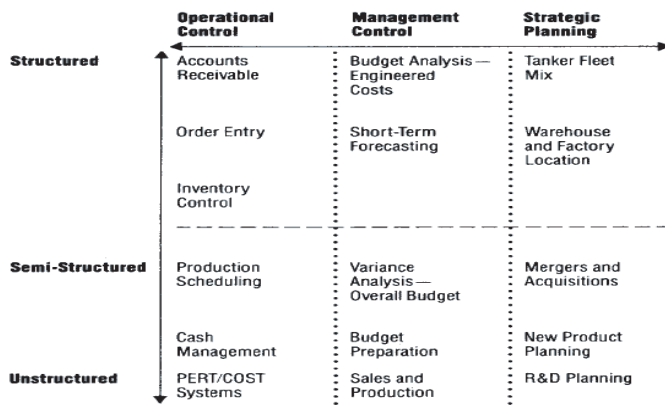 Operational Control
Management Control
Strategic Planning
Structured
Accounts Receivable
Budget Analysis—Engineered Costs
Tanker Fleet Mix
Order Entry
Short-Term Forecasting
Warehouse and Factory Location
Inventory Control
Semi-Structured
Production Scheduling
Variance Analysis—Overall Budget
Mergers and Acquisitions
Cash Management
Budget Preparation
New Product Planning
Unstructured
PERT/COST Systems
Sales and Production
R&D Planning